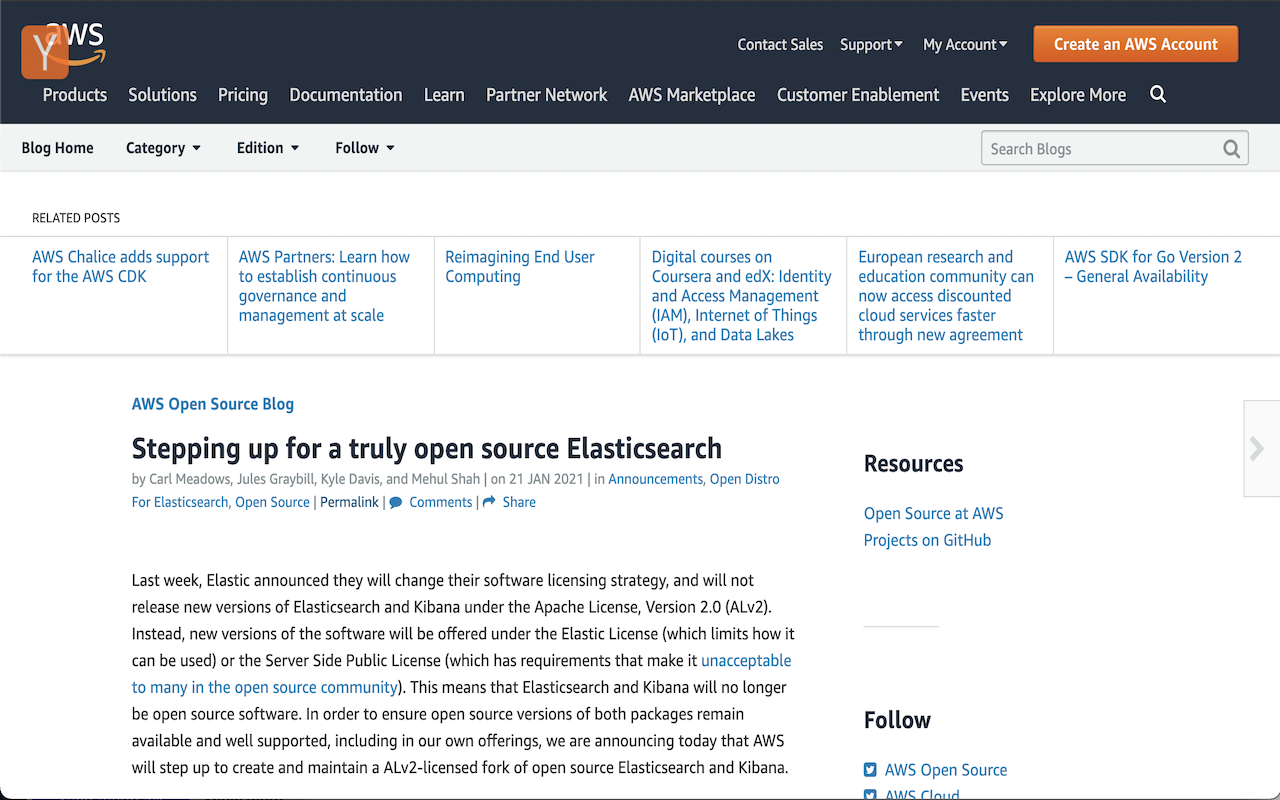 aws
Y
Contact Sales
Support
My Account
Create an AWS Account
Products
Solutions
Pricing
Documentation
Learn
Partner Network
AWS Marketplace
Customer Enablement
Events
Explore More
Blog Home
Category
Edition
Follow
Search Blogs
RELATED POSTS
AWS Chalice adds support
for the AWS CDK
AWS Partners: Learn how
to establish continuous
governance and
management at scale
Reimagining End User
Computing
Digital courses on
Coursera and edX: Identity
and Access Management
(IAM), Internet of Things
(IoT), and Data Lakes
European research and
education community can
now access discounted
cloud services faster
through new agreement
AWS SDK for Go Version 2
– General Availability
AWS Open Source Blog
Stepping up for a truly open source Elasticsearch
by Carl Meadows, Jules Graybill, Kyle Davis, and Mehul Shah | on 21 JAN 2021 | in Announcements, Open Distro
For Elasticsearch, Open Source | Permalink | Comments | Share
Last week, Elastic announced they will change their software licensing strategy, and will not
release new versions of Elasticsearch and Kibana under the Apache License, Version 2.0 (ALv2).
Instead, new versions of the software will be offered under the Elastic License (which limits how it
can be used) or the Server Side Public License (which has requirements that make it unacceptable
to many in the open source community). This means that Elasticsearch and Kibana will no longer
be open source software. In order to ensure open source versions of both packages remain
available and well supported, including in our own offerings, we are announcing today that AWS
will step up to create and maintain a ALv2-licensed fork of open source Elasticsearch and Kibana.
Resources
Open Source at AWS
Projects on GitHub
Follow
AWS Open Source
AWS Cloud